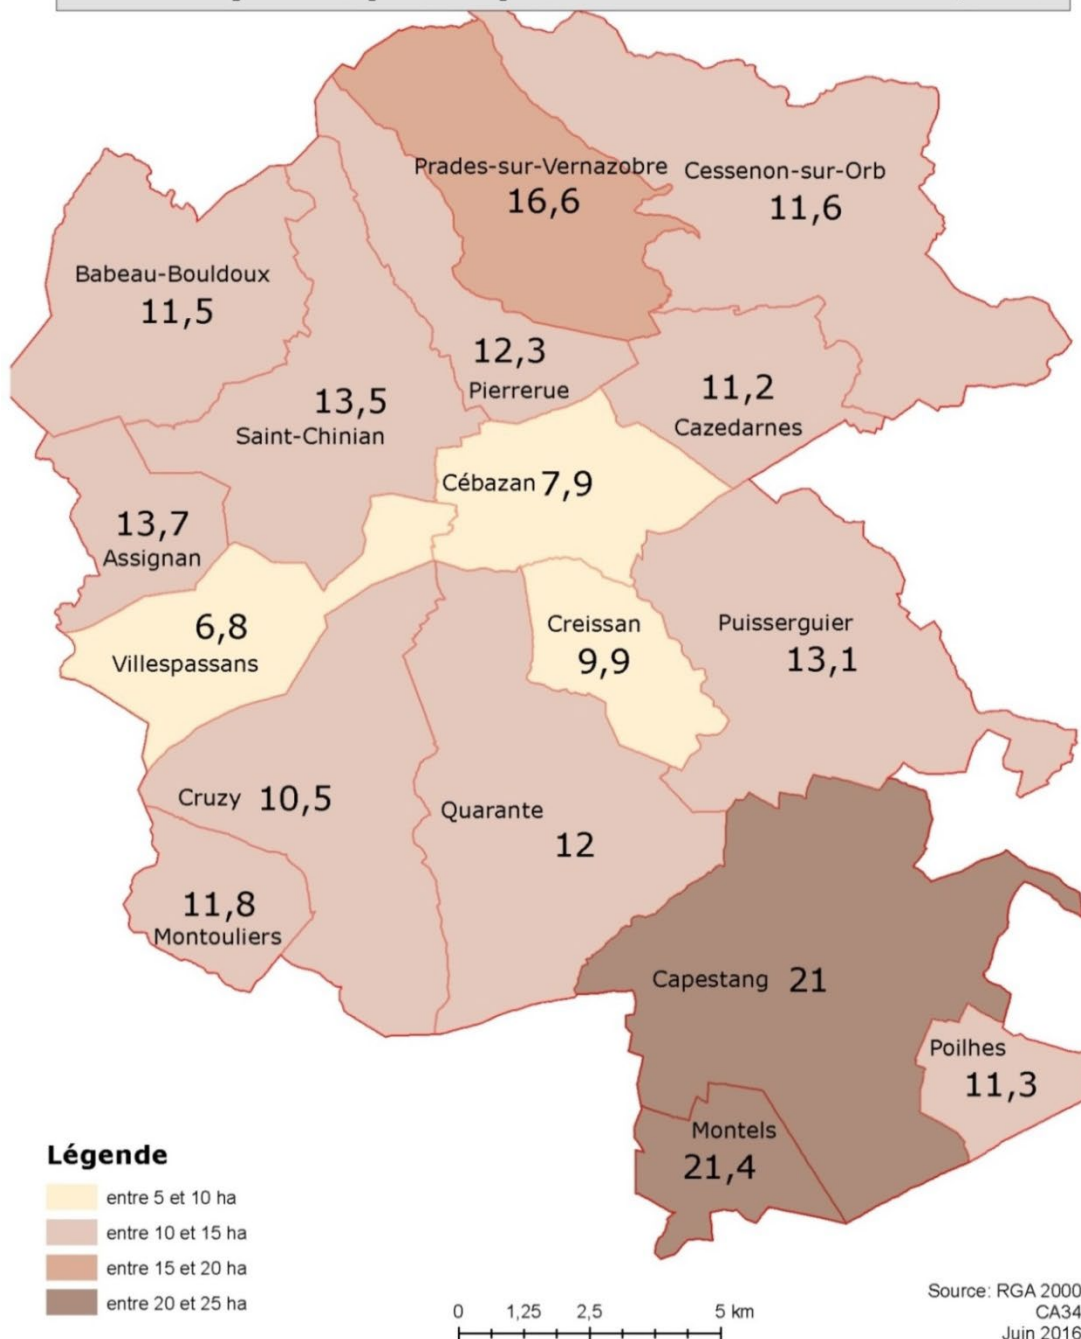 Prades-sur-Vernazobre
16,6
Cessenon-sur-Orb
11,6
Babeau-Bouldoux
11,5
12,3
Pierrerue
13,5
Saint-Chinian
11,2
Cazedarnes
Cébazan 7,9
13,7
Assignan
6,8
Villespassans
Creissan
9,9
Puisserguier
13,1
Cruzy 10,5
Quarante
12
11,8
Montouliers
Capestang 21
Poilhes
11,3
Montels
21,4
Légende
entre 5 et 10 ha
entre 10 et 15 ha
entre 15 et 20 ha
entre 20 et 25 ha
0 1,25 2,5 5 km
Source: RGA 2000
CA34
Juin 2016